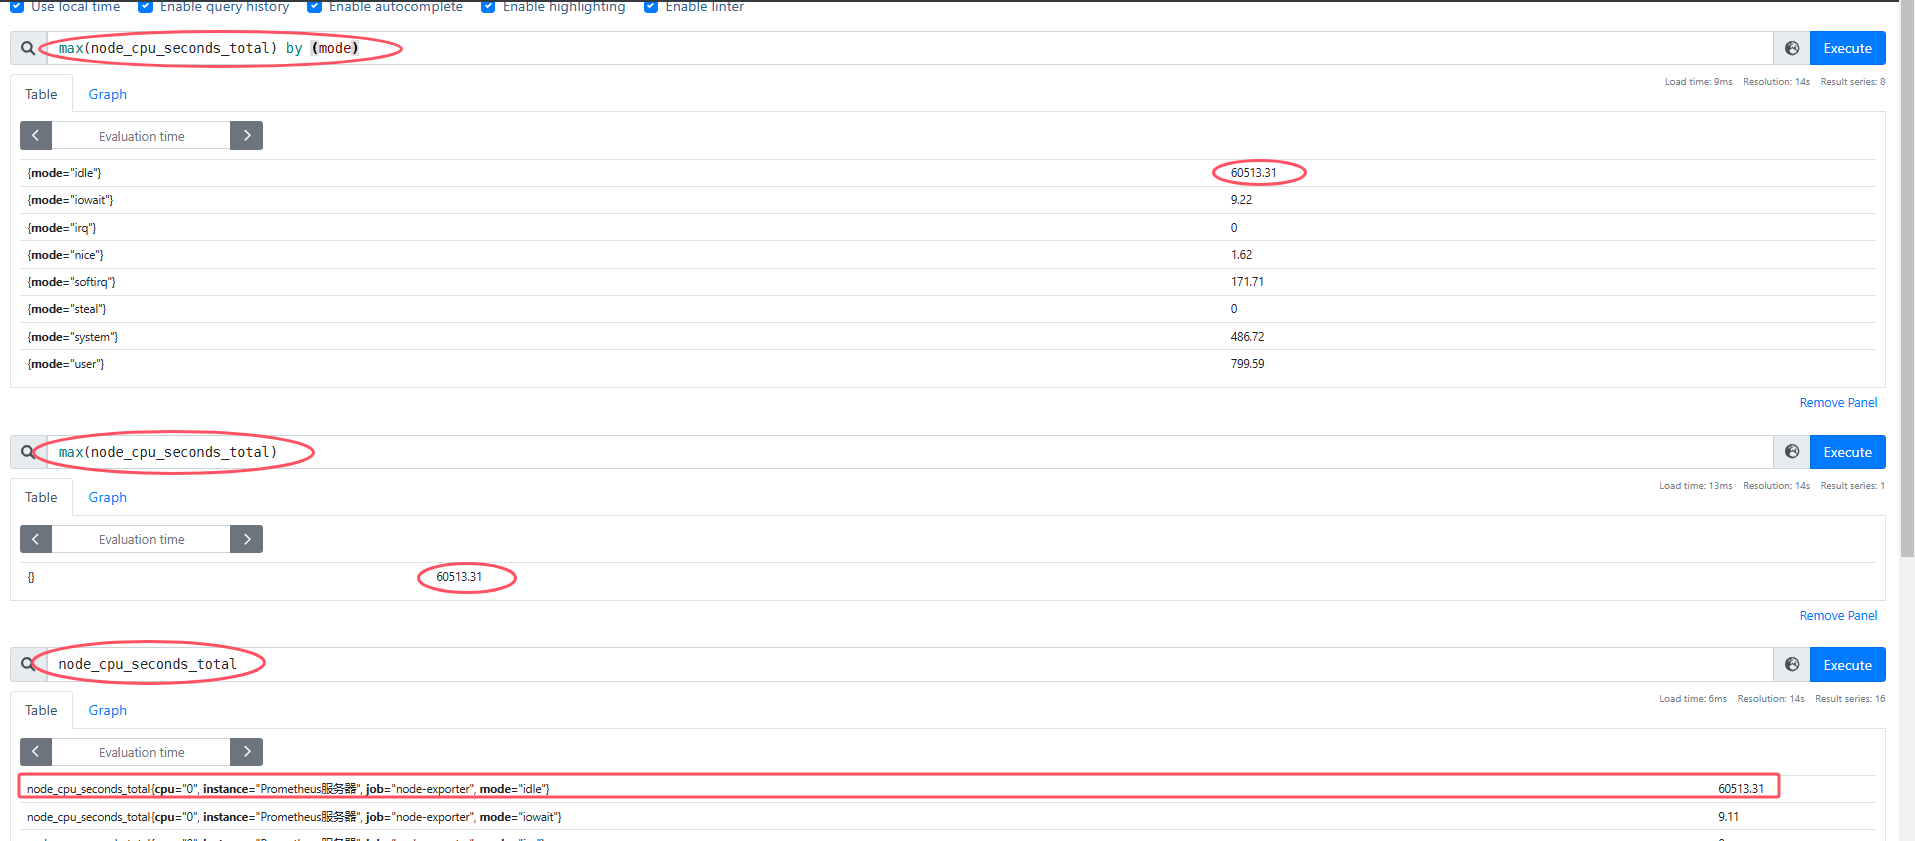 Use local time Enable query history Enable autocomplete Enable highlighting Enable linter
max(node_cpu_seconds_total) by (mode) Execute
Table Graph Load time: 9ms Resolution: 14s Result series: 8
Evaluation time
{mode="idle"} 60513.31
{mode="iowait"} 9.22
{mode="irq"} 0
{mode="nice"} 1.62
{mode="softirq"} 171.71
{mode="steal"} 0
{mode="system"} 486.72
{mode="user"} 799.59
Remove Panel
max(node_cpu_seconds_total) Execute
Table Graph Load time: 13ms Resolution: 14s Result series: 1
Evaluation time
{} 60513.31
Remove Panel
node_cpu_seconds_total Execute
Table Graph Load time: 6ms Resolution: 14s Result series: 16
Evaluation time
node_cpu_seconds_total{cpu="0", instance="Prometheus服务器", job="node-exporter", mode="idle"} 60513.31
node_cpu_seconds_total{cpu="0", instance="Prometheus服务器", job="node-exporter", mode="iowait"} 9.11